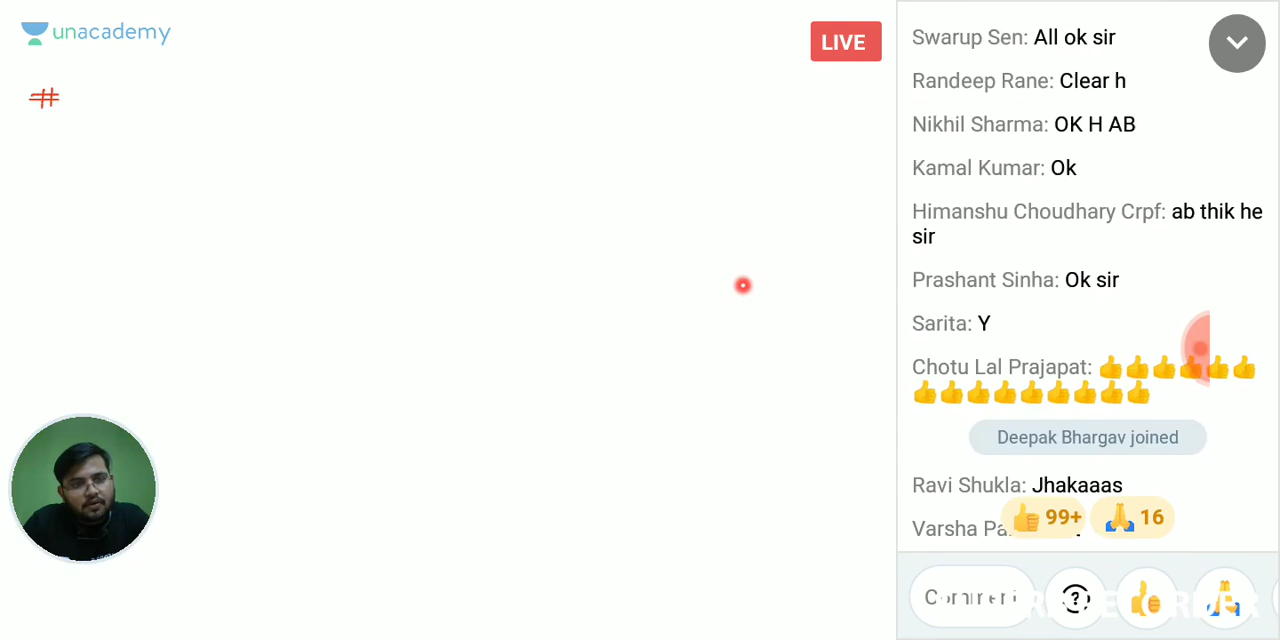 unacademy
LIVE
#
Swarup Sen: All ok sir
Randeep Rane: Clear h
Nikhil Sharma: OK H AB
Kamal Kumar: Ok
Himanshu Choudhary Crpf: ab thik he
sir
Prashant Sinha: Ok sir
Sarita: Y
Chotu Lal Prajapat: 👍👍👍👍👍👍
👍👍👍👍👍👍👍👍👍
Deepak Bhargav joined
Ravi Shukla: Jhakaaas
Varsha
👍 99+ 🙏 16
?